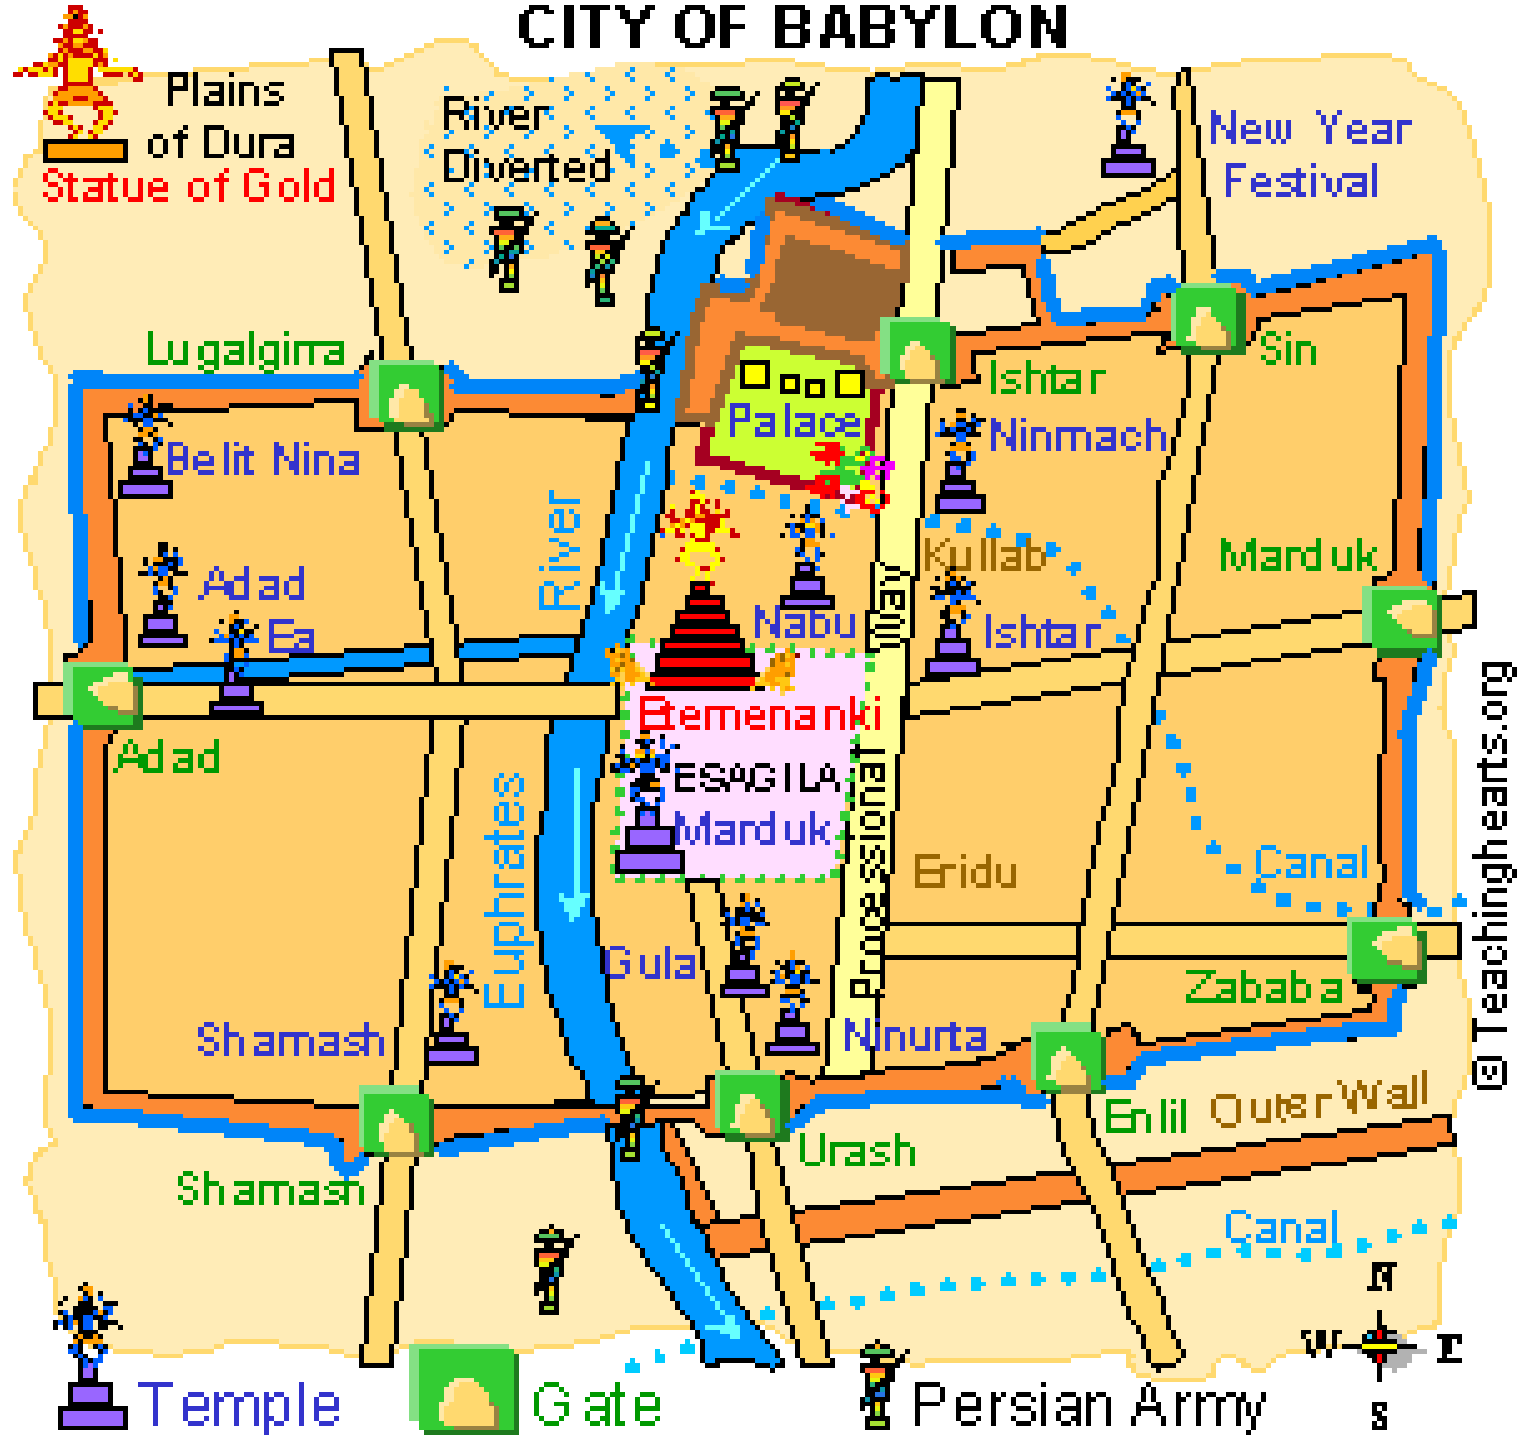 CITY OF BABYLON
Plains
of Dura
Statue of Gold
River
Diverted
New Year
Festival
Lugalgirra
Sin
Ishtar
Palace
Ninmach
Belit Nina
River
Kullab
Marduk
Adad
Ea
Nabu
Way
Ishtar
Etemenanki
Adad
ESAGILA
Marduk
Processional
Euphrates
Eridu
Canal
Gula
Zababa
Shamash
Ninurta
© Teachinghearts.org
Enlil
Outer Wall
Urash
Shamash
Canal
N
W
E
S
Temple
Gate
Persian Army